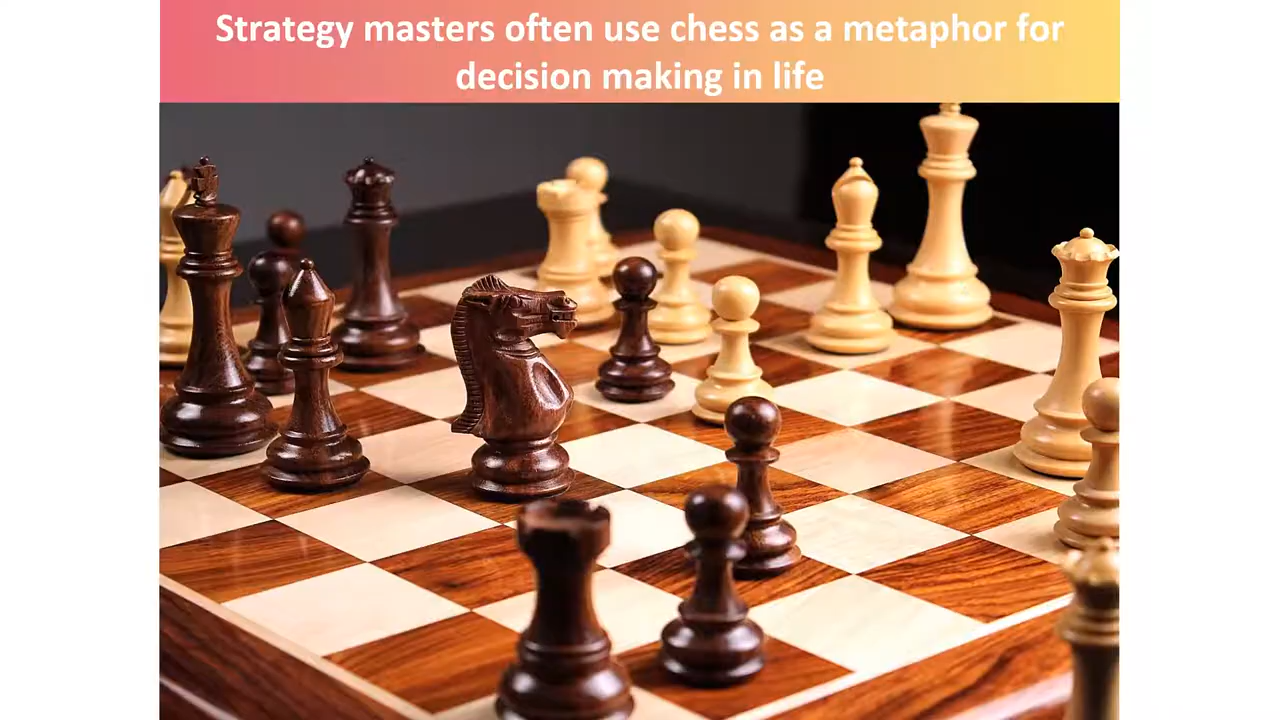 Strategy masters often use chess as a metaphor for
decision making in life